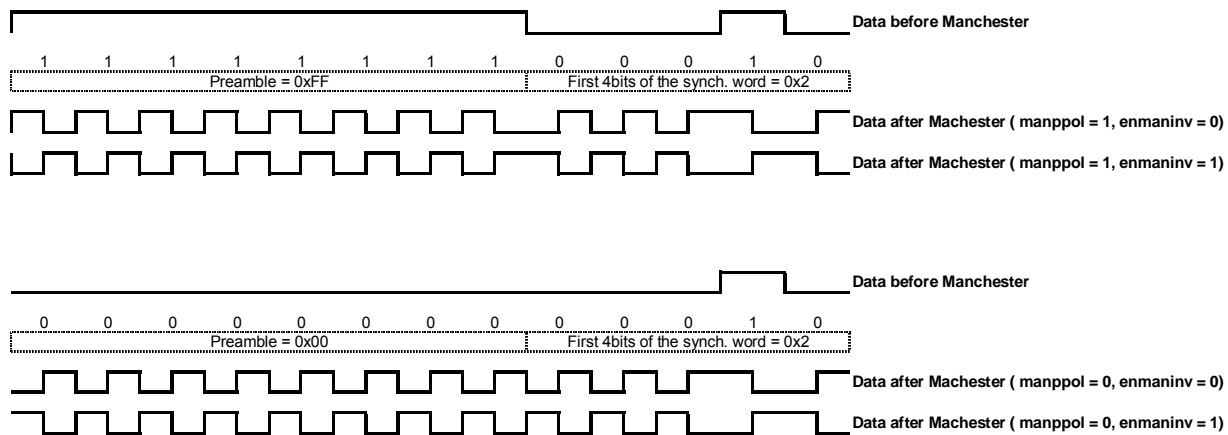 Data before Manchester
1 1 1 1 1 1 1 1 0 0 0 1 0
Preamble = 0xFF First 4bits of the synch. word = 0x2
Data after Machester ( manppol = 1, enmaninv = 0)
Data after Machester ( manppol = 1, enmaninv = 1)
Data before Manchester
0 0 0 0 0 0 0 0 0 0 0 1 0
Preamble = 0x00 First 4bits of the synch. word = 0x2
Data after Machester ( manppol = 0, enmaninv = 0)
Data after Machester ( manppol = 0, enmaninv = 1)